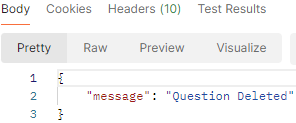 Body Cookies Headers (10) Test Results
Pretty Raw Preview Visualize
1 {
2 "message": "Question Deleted"
3 }